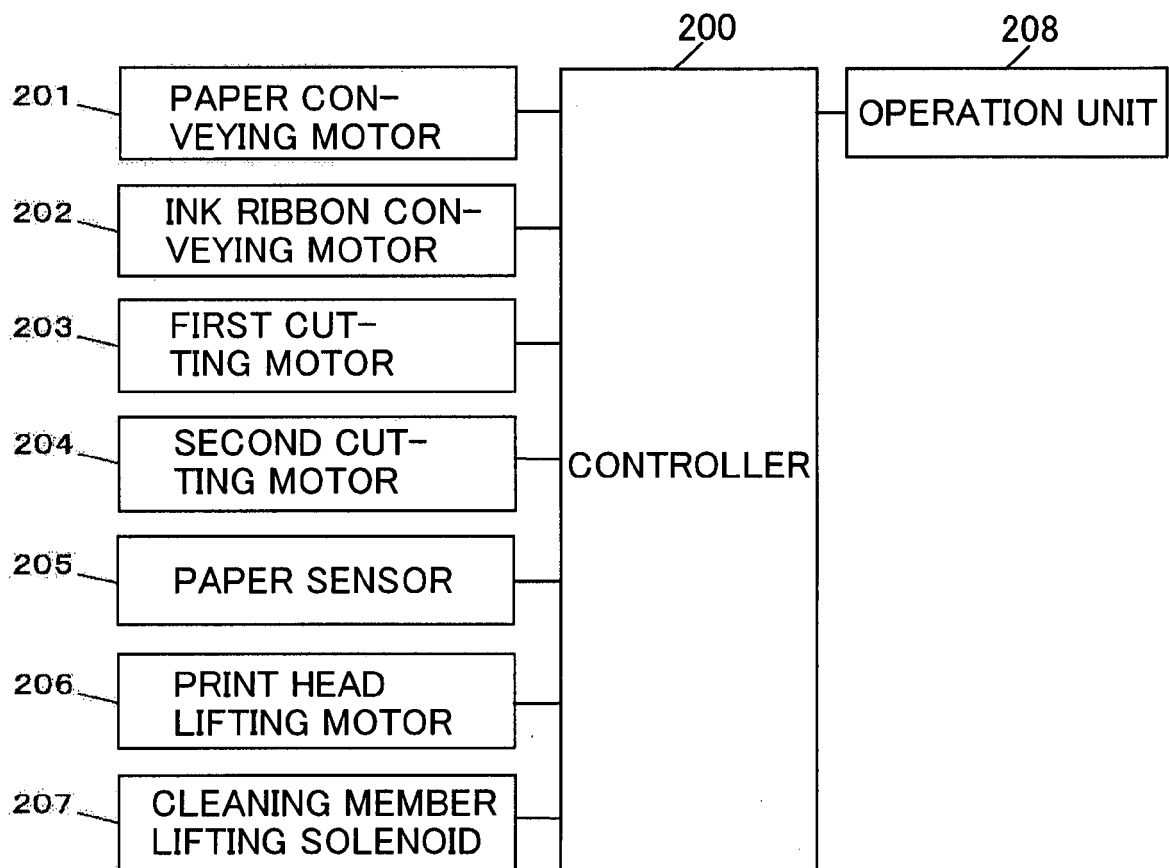 200
208
201
PAPER CON-
VEYING MOTOR
OPERATION UNIT
202
INK RIBBON CON-
VEYING MOTOR
203
FIRST CUT-
TING MOTOR
204
SECOND CUT-
TING MOTOR
CONTROLLER
205
PAPER SENSOR
206
PRINT HEAD
LIFTING MOTOR
207
CLEANING MEMBER
LIFTING SOLENOID